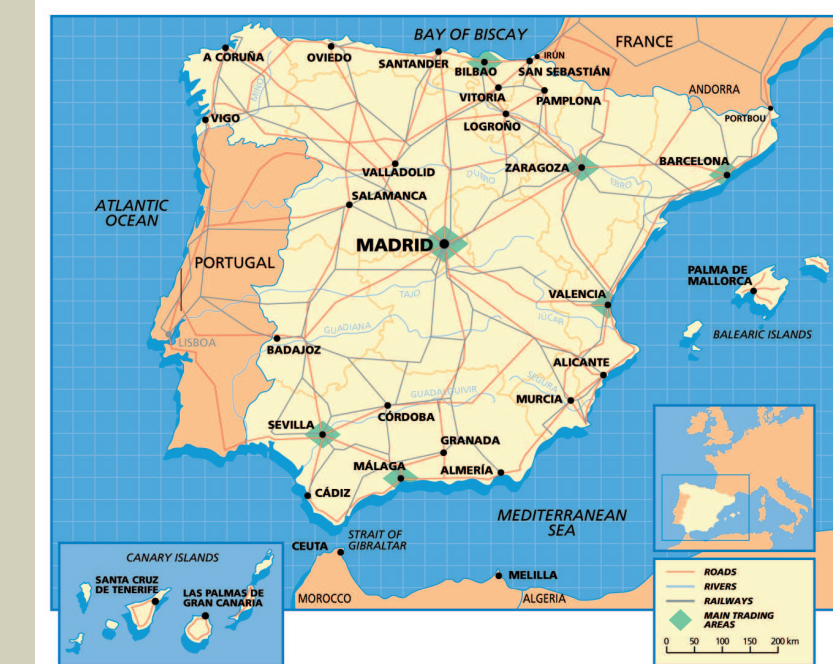 BAY OF BISCAY
FRANCE
A CORUÑA
OVIEDO
SANTANDER
BILBAO
IRÚN
SAN SEBASTIÁN
ANDORRA
VITORIA
PAMPLONA
PORTBOU
MIÑO
VIGO
LOGROÑO
VALLADOLID
ZARAGOZA
BARCELONA
DUERO
EBRO
SALAMANCA
ATLANTIC
OCEAN
MADRID
PORTUGAL
PALMA DE
MALLORCA
VALENCIA
TAJO
JÚCAR
GUADIANA
BALEARIC ISLANDS
LISBOA
BADAJOZ
ALICANTE
SEGURA
GUADALQUIVIR
MURCIA
CÓRDOBA
SEVILLA
GRANADA
MÁLAGA
ALMERÍA
CÁDIZ
MEDITERRANEAN
SEA
STRAIT OF
GIBRALTAR
CEUTA
MELILLA
MOROCCO
ALGERIA
CANARY ISLANDS
SANTA CRUZ
DE TENERIFE
LAS PALMAS DE
GRAN CANARIA
ROADS
RIVERS
RAILWAYS
MAIN TRADING
AREAS
0 50 100 150 200 km